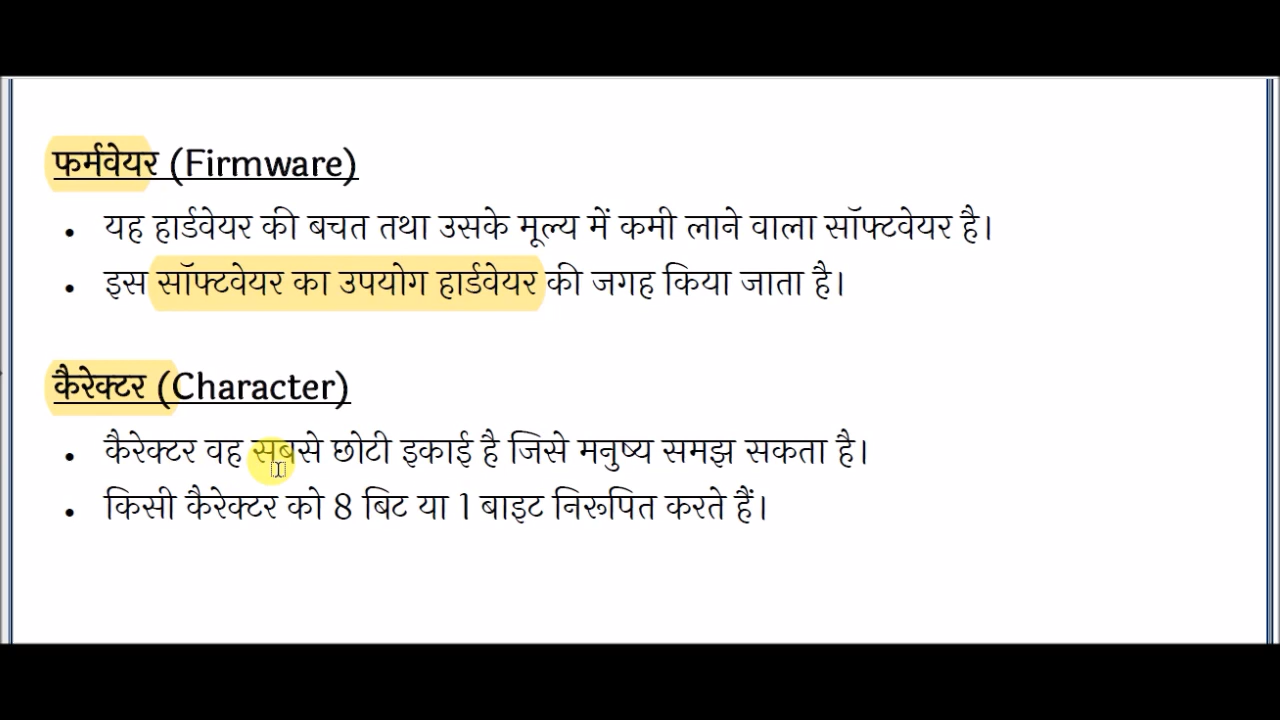 फर्मवेयर (Firmware)
• यह हार्डवेयर की बचत तथा उसके मूल्य में कमी लाने वाला सॉफ्टवेयर है।
• इस सॉफ्टवेयर का उपयोग हार्डवेयर की जगह किया जाता है।
कैरेक्टर (Character)
• कैरेक्टर वह सबसे छोटी इकाई है जिसे मनुष्य समझ सकता है।
• किसी कैरेक्टर को 8 बिट या 1 बाइट निरूपित करते हैं।